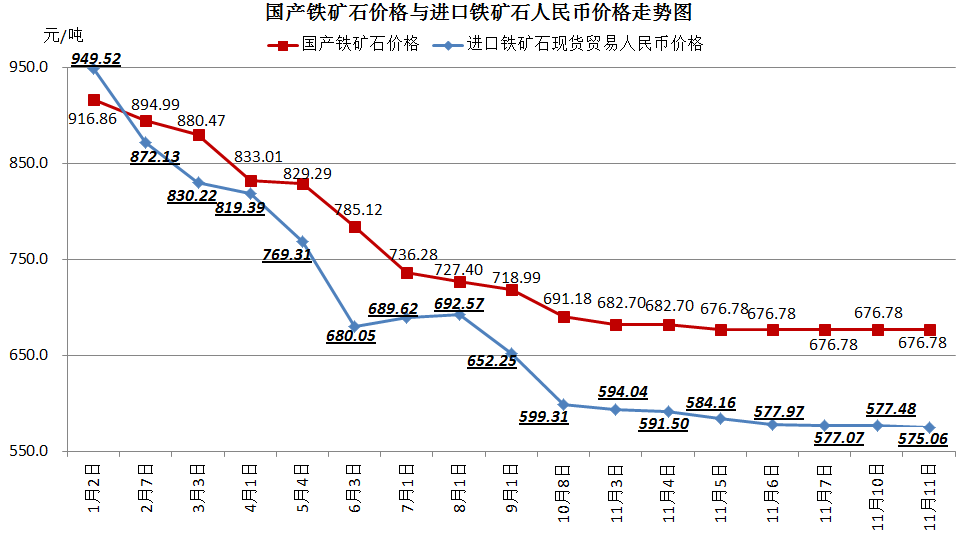 国产铁矿石价格与进口铁矿石人民币价格走势图
元/吨
国产铁矿石价格 进口铁矿石现货贸易人民币价格
950.0
850.0
750.0
650.0
550.0
916.86
894.99
880.47
833.01
829.29
785.12
736.28
727.40
718.99
691.18
682.70
682.70
676.78
676.78
676.78
676.78
676.78
949.52
872.13
830.22
819.39
769.31
680.05
689.62
692.57
652.25
599.31
594.04
591.50
584.16
577.97
577.07
577.48
575.06
1月2日
2月7日
3月3日
4月1日
5月4日
6月3日
7月1日
8月1日
9月1日
10月8日
11月3日
11月4日
11月5日
11月6日
11月7日
11月10日
11月11日